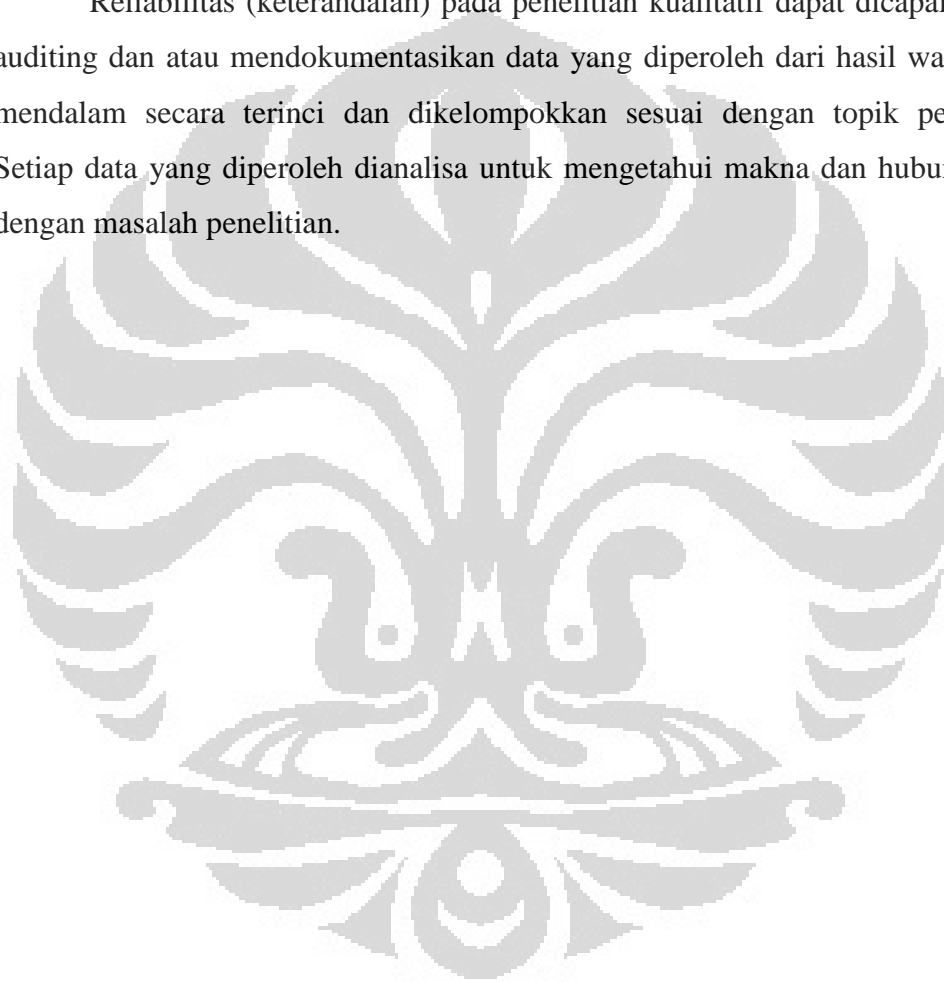 Reliabilitas (keterandalan) pada penelitian kualitatif dapat dicapai
auditing dan atau mendokumentasikan data yang diperoleh dari hasil wa
mendalam secara terinci dan dikelompokkan sesuai dengan topik pe
Setiap data yang diperoleh dianalisa untuk mengetahui makna dan hubu
dengan masalah penelitian.